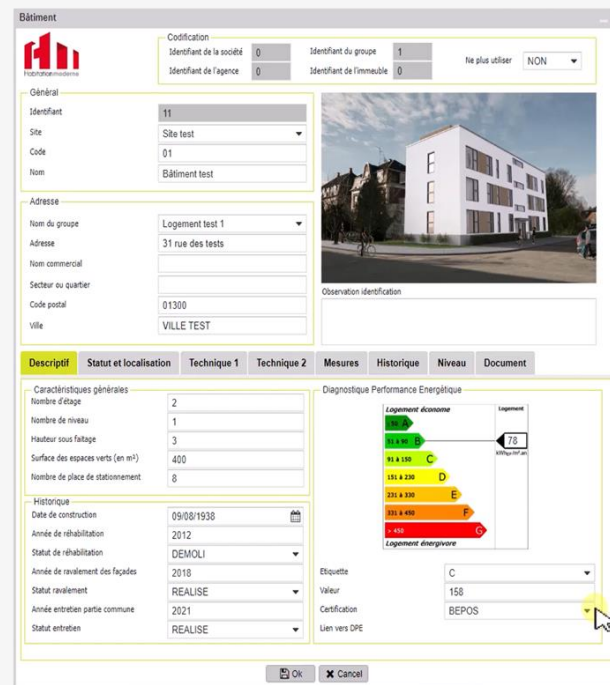 Bâtiment
Habitationmoderne
Codification
Identifiant de la société 0 Identifiant du groupe 1
Identifiant de l'agence 0 Identifiant de l'immeuble 0
Ne plus utiliser NON
Général
Identifiant 11
Site Site test
Code 01
Nom Bâtiment test
Adresse
Nom du groupe Logement test 1
Adresse 31 rue des tests
Nom commercial
Secteur ou quartier
Code postal 01300
Ville VILLE TEST
Observation identification
Descriptif Statut et localisation Technique 1 Technique 2 Mesures Historique Niveau Document
Caractéristiques générales
Nombre d'étage 2
Nombre de niveau 1
Hauteur sous faitage 3
Surface des espaces verts (en m²) 400
Nombre de place de stationnement 8
Historique
Date de construction 09/08/1938
Année de réhabilitation 2012
Statut de réhabilitation DEMOLI
Année de ravalement des façades 2018
Statut ravalement REALISE
Année entretien partie commune 2021
Statut entretien REALISE
Diagnostique Performance Energétique
Logement économe Logement
A
51 à 90 B 78
91 à 150 C
151 à 230 D
231 à 330 E
331 à 450 F
> 450 G
Logement énergivore
Etiquette C
Valeur 158
Certification BEPOS
Lien vers DPE
Ok Cancel